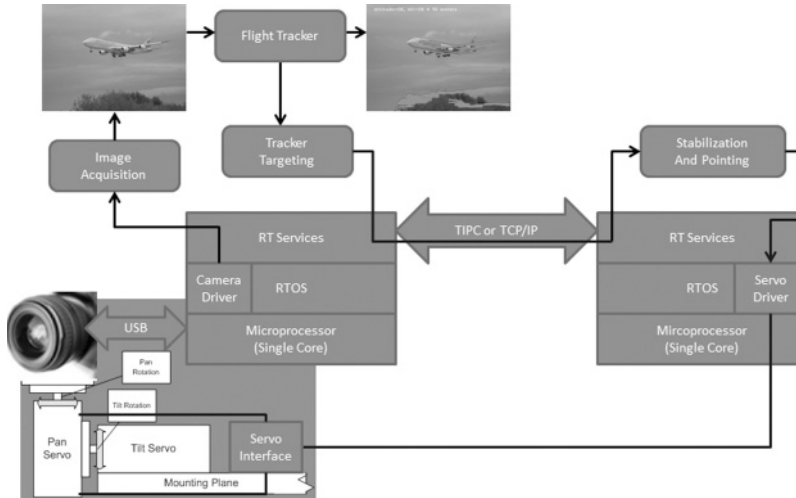 Flight Tracker
Image
Acquisition
Tracker
Targeting
Stabilization
And Pointing
TIPC or TCP/IP
RT Services
RT Services
Camera
Driver
RTOS
RTOS
Servo
Driver
USB
Microprocessor
(Single Core)
Mircoprocessor
(Single Core)
Pan
Rotation
Tilt Rotation
Pan
Servo
Tilt Servo
Servo
Interface
Mounting Plane